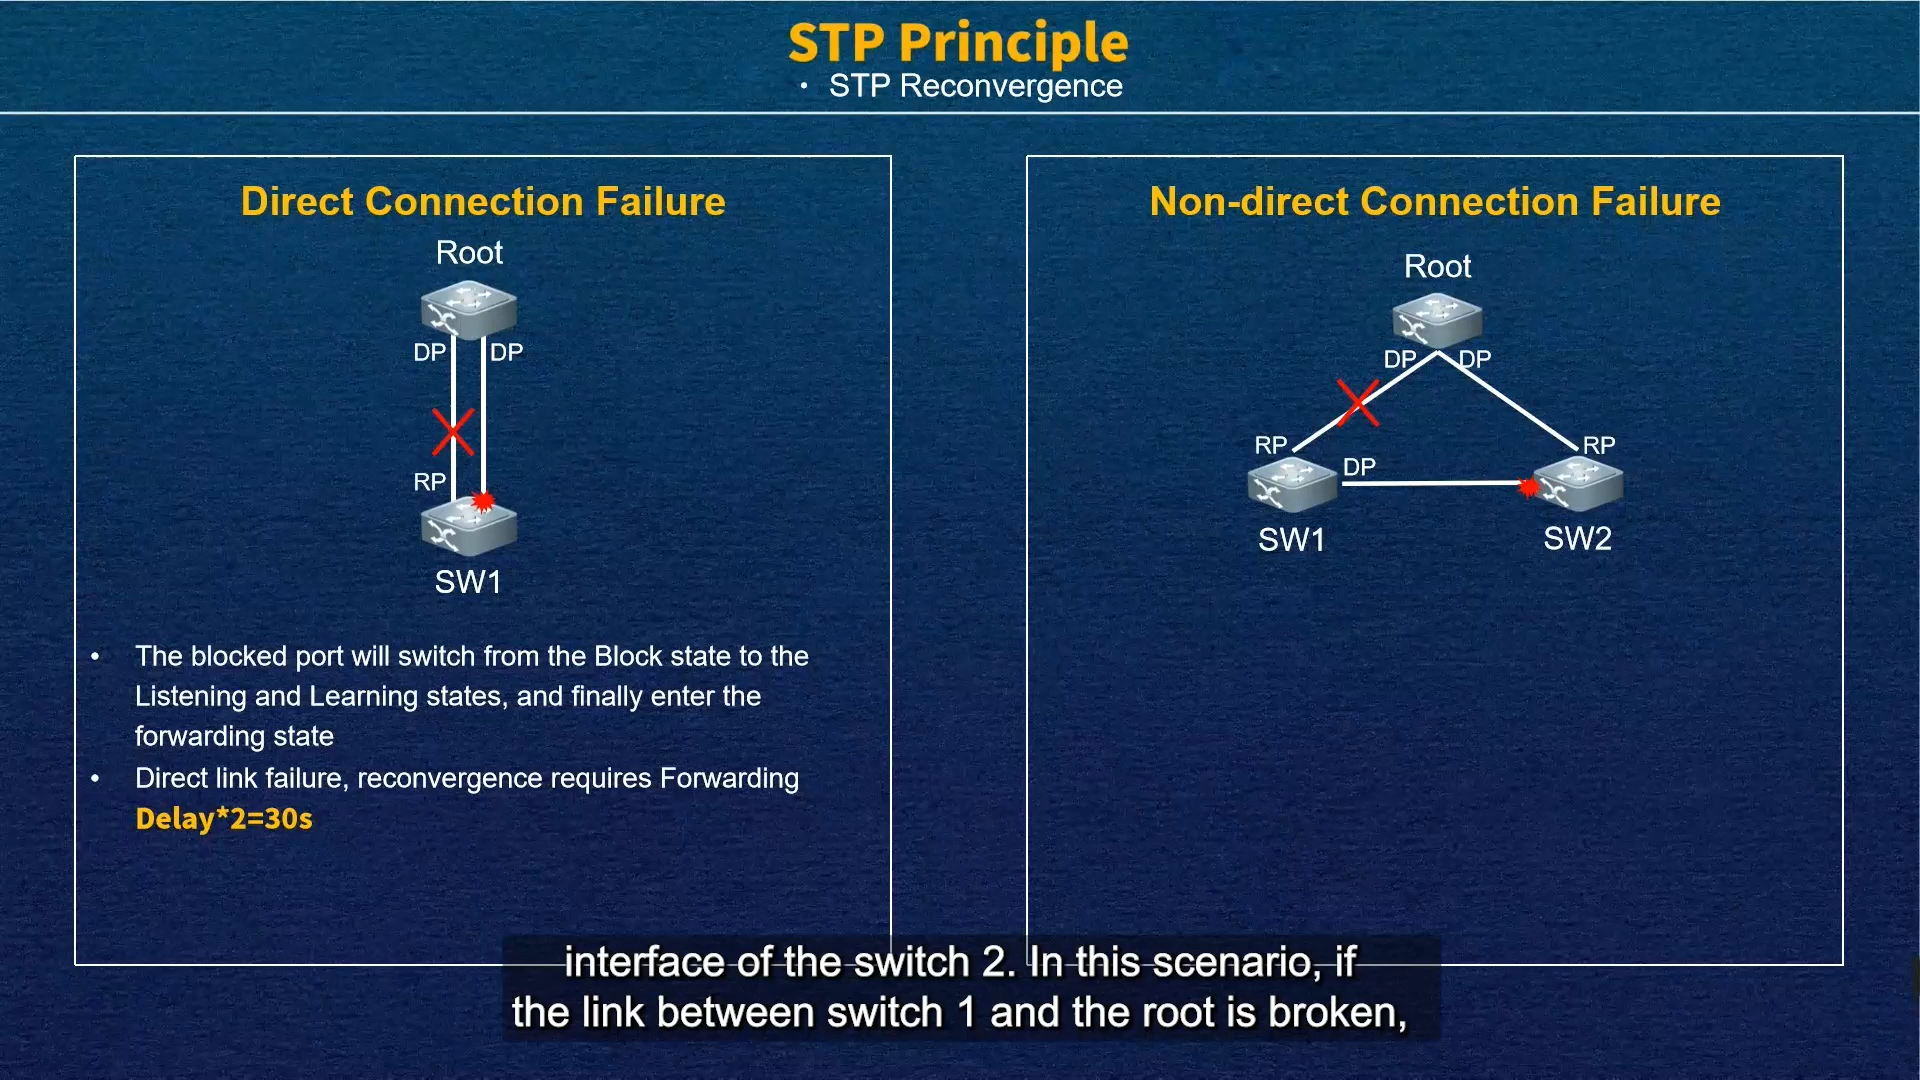 STP Principle
• STP Reconvergence
Direct Connection Failure
Root
DP DP
RP
SW1
• The blocked port will switch from the Block state to the
Listening and Learning states, and finally enter the
forwarding state
• Direct link failure, reconvergence requires Forwarding
Delay*2=30s
Non-direct Connection Failure
Root
DP DP
RP RP
DP
SW1 SW2
interface of the switch 2. In this scenario, if
the link between switch 1 and the root is broken,